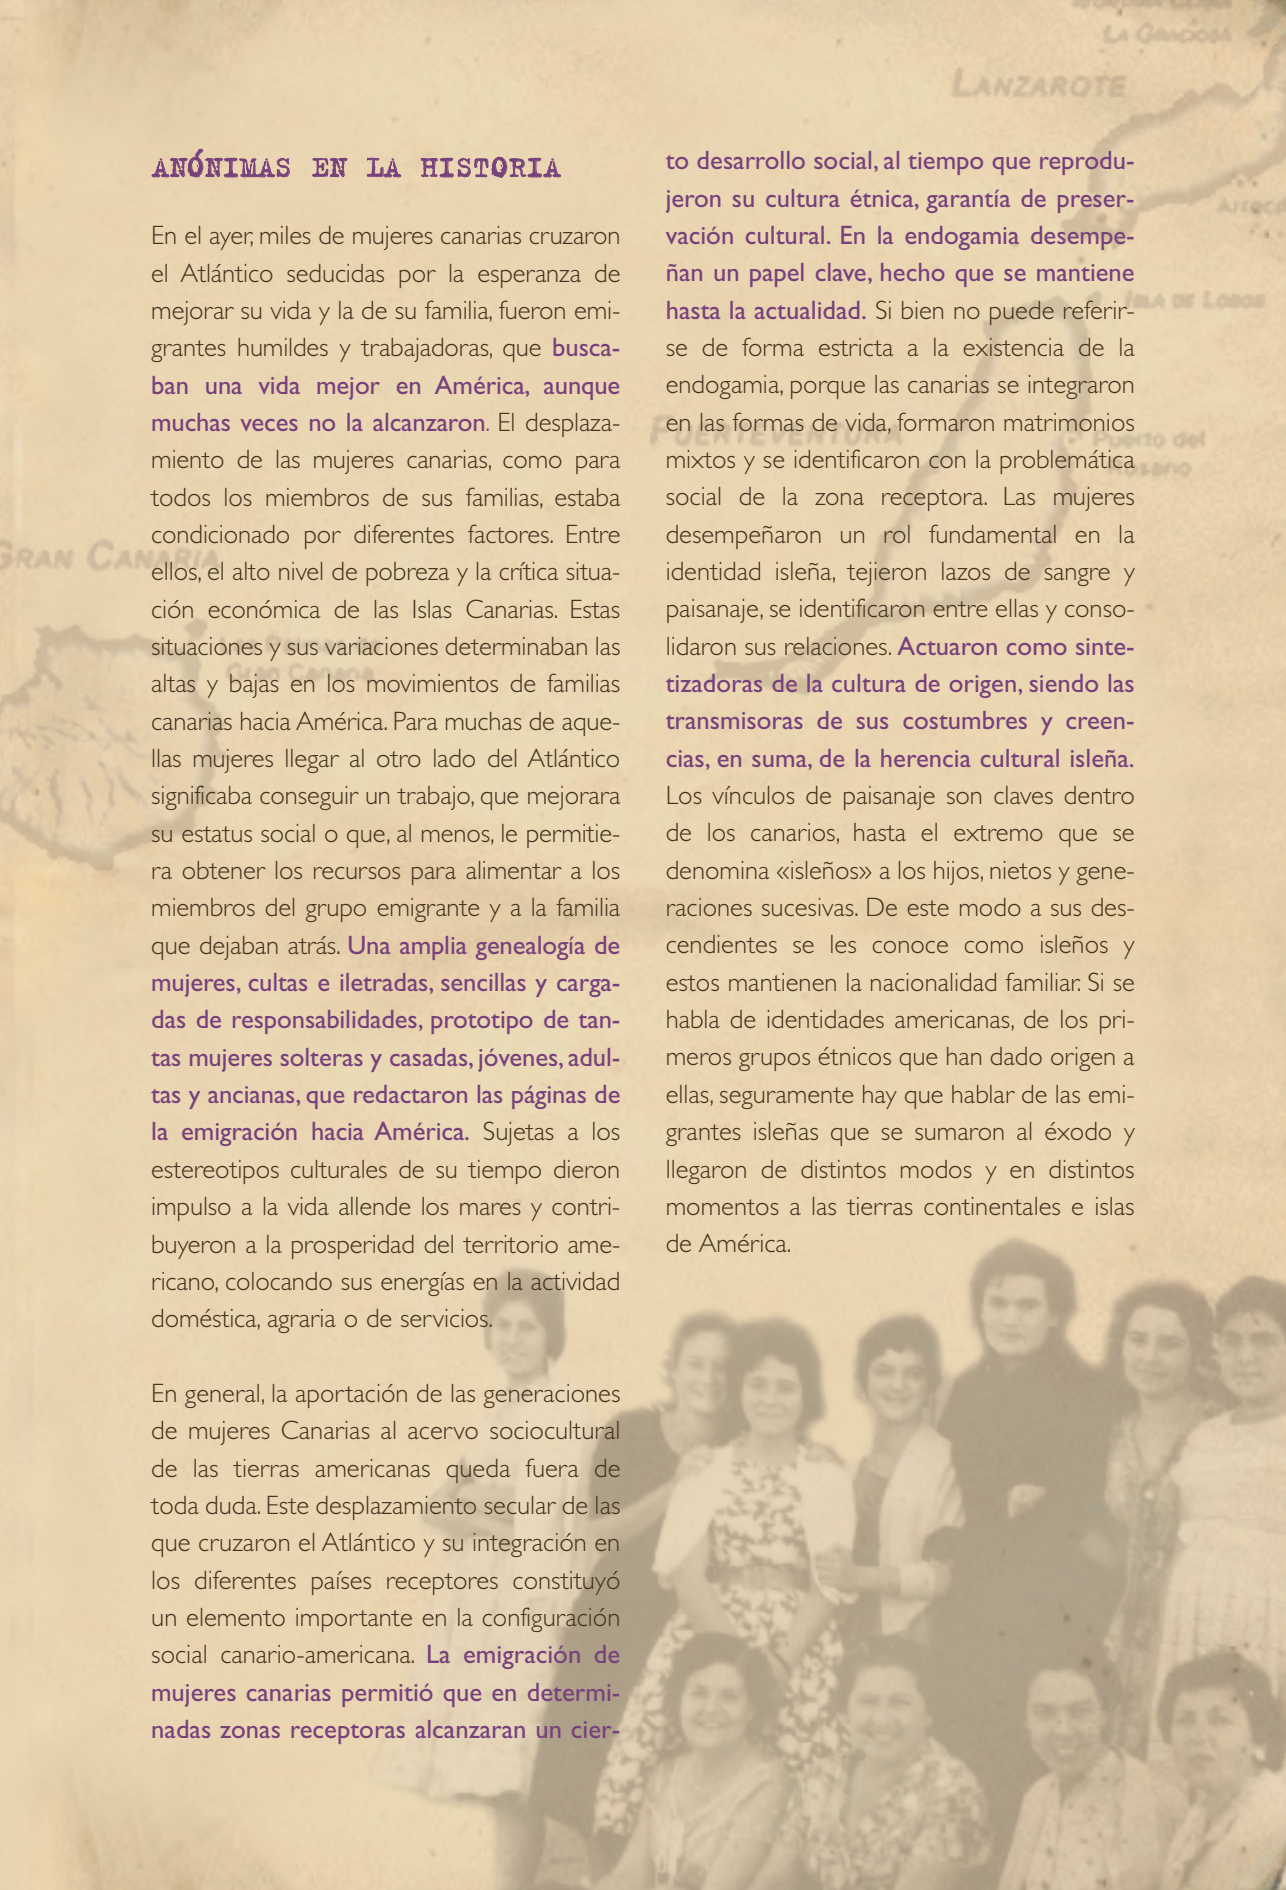 LA GRACIOSA
LANZAROTE
ANÓNIMAS EN LA HISTORIA
En el ayer, miles de mujeres canarias cruzaron
el Atlántico seducidas por la esperanza de
mejorar su vida y la de su familia, fueron emi-
grantes humildes y trabajadoras, que busca-
ban una vida mejor en América, aunque
muchas veces no la alcanzaron. El desplaza-
miento de las mujeres canarias, como para
todos los miembros de sus familias, estaba
condicionado por diferentes factores. Entre
ellos, el alto nivel de pobreza y la crítica situa-
ción económica de las Islas Canarias. Estas
situaciones y sus variaciones determinaban las
altas y bajas en los movimientos de familias
canarias hacia América. Para muchas de aque-
llas mujeres llegar al otro lado del Atlántico
significaba conseguir un trabajo, que mejorara
su estatus social o que, al menos, le permitie-
ra obtener los recursos para alimentar a los
miembros del grupo emigrante y a la familia
que dejaban atrás. Una amplia genealogía de
mujeres, cultas e iletradas, sencillas y carga-
das de responsabilidades, prototipo de tan-
tas mujeres solteras y casadas, jóvenes, adul-
tas y ancianas, que redactaron las páginas de
la emigración hacia América. Sujetas a los
estereotipos culturales de su tiempo dieron
impulso a la vida allende los mares y contri-
buyeron a la prosperidad del territorio ame-
ricano, colocando sus energías en la actividad
doméstica, agraria o de servicios.
En general, la aportación de las generaciones
de mujeres Canarias al acervo sociocultural
de las tierras americanas queda fuera de
toda duda. Este desplazamiento secular de las
que cruzaron el Atlántico y su integración en
los diferentes países receptores constituyó
un elemento importante en la configuración
social canario-americana. La emigración de
mujeres canarias permitió que en determi-
nadas zonas receptoras alcanzaran un cier-
to desarrollo social, al tiempo que reprodu-
jeron su cultura étnica, garantía de preser-
vación cultural. En la endogamia desempe-
ñan un papel clave, hecho que se mantiene
hasta la actualidad. Si bien no puede referir-
se de forma estricta a la existencia de la
endogamia, porque las canarias se integraron
en las formas de vida, formaron matrimonios
mixtos y se identificaron con la problemática
social de la zona receptora. Las mujeres
desempeñaron un rol fundamental en la
identidad isleña, tejieron lazos de sangre y
paisanaje, se identificaron entre ellas y conso-
lidaron sus relaciones. Actuaron como sinte-
tizadoras de la cultura de origen, siendo las
transmisoras de sus costumbres y creen-
cias, en suma, de la herencia cultural isleña.
Los vínculos de paisanaje son claves dentro
de los canarios, hasta el extremo que se
denomina «isleños» a los hijos, nietos y gene-
raciones sucesivas. De este modo a sus des-
cendientes se les conoce como isleños y
estos mantienen la nacionalidad familiar. Si se
habla de identidades americanas, de los pri-
meros grupos étnicos que han dado origen a
ellas, seguramente hay que hablar de las emi-
grantes isleñas que se sumaron al éxodo y
llegaron de distintos modos y en distintos
momentos a las tierras continentales e islas
de América.
ISLA DE LOBOS
FUERTEVENTURA
Puerto del
Rosario
GRAN CANARIA
Las Palmas de
Gran Canaria